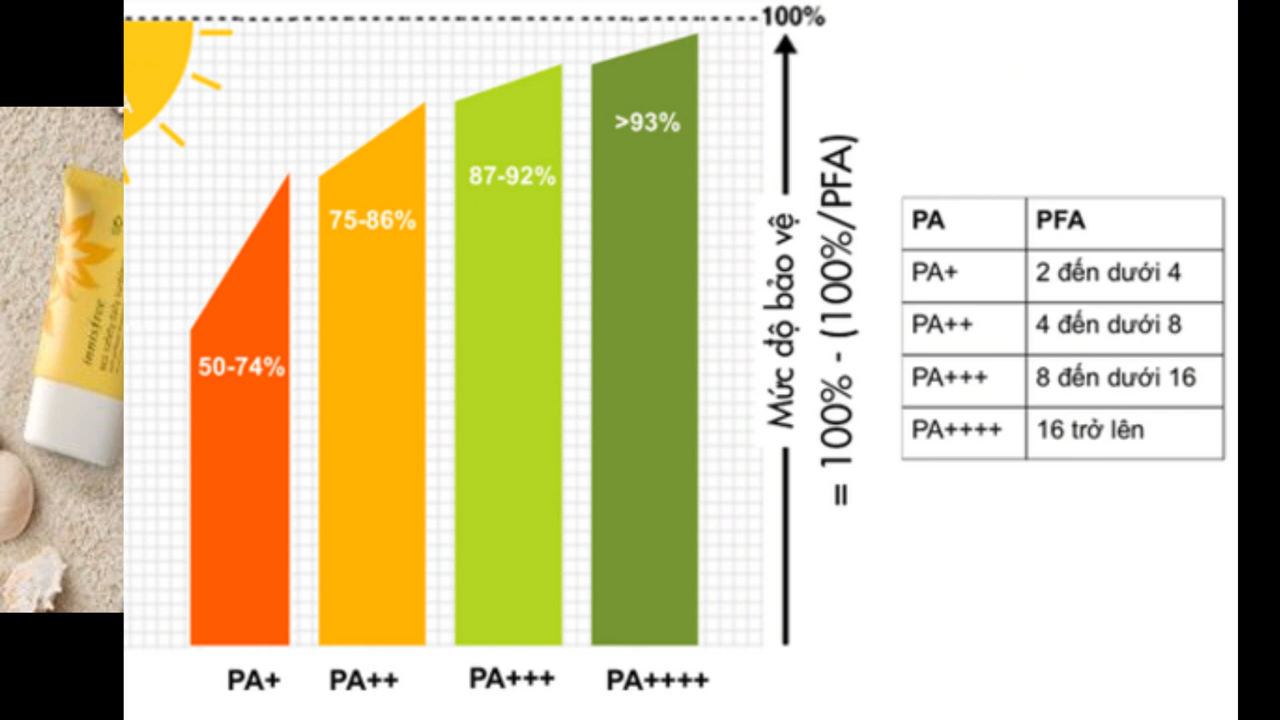 100%
>93%
87-92%
75-86%
50-74%
PA+
PA++
PA+++
PA++++
Mức độ bảo vệ
= 100% - (100%/PFA)
PA PFA
PA+ 2 đến dưới 4
PA++ 4 đến dưới 8
PA+++ 8 đến dưới 16
PA++++ 16 trở lên
innisfree